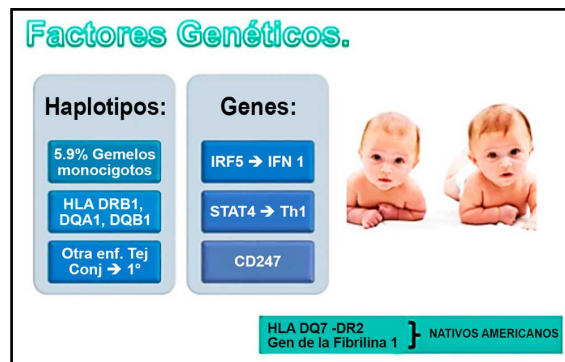 Factores Genéticos.
Haplotipos:
5.9% Gemelos
monocigotos
HLA DRB1,
DQA1, DQB1
Otra enf. Tej
Conj → 1º
Genes:
IRF5 → IFN 1
STAT4 → Th1
CD247
HLA DQ7 -DR2
Gen de la Fibrilina 1
} NATIVOS AMERICANOS